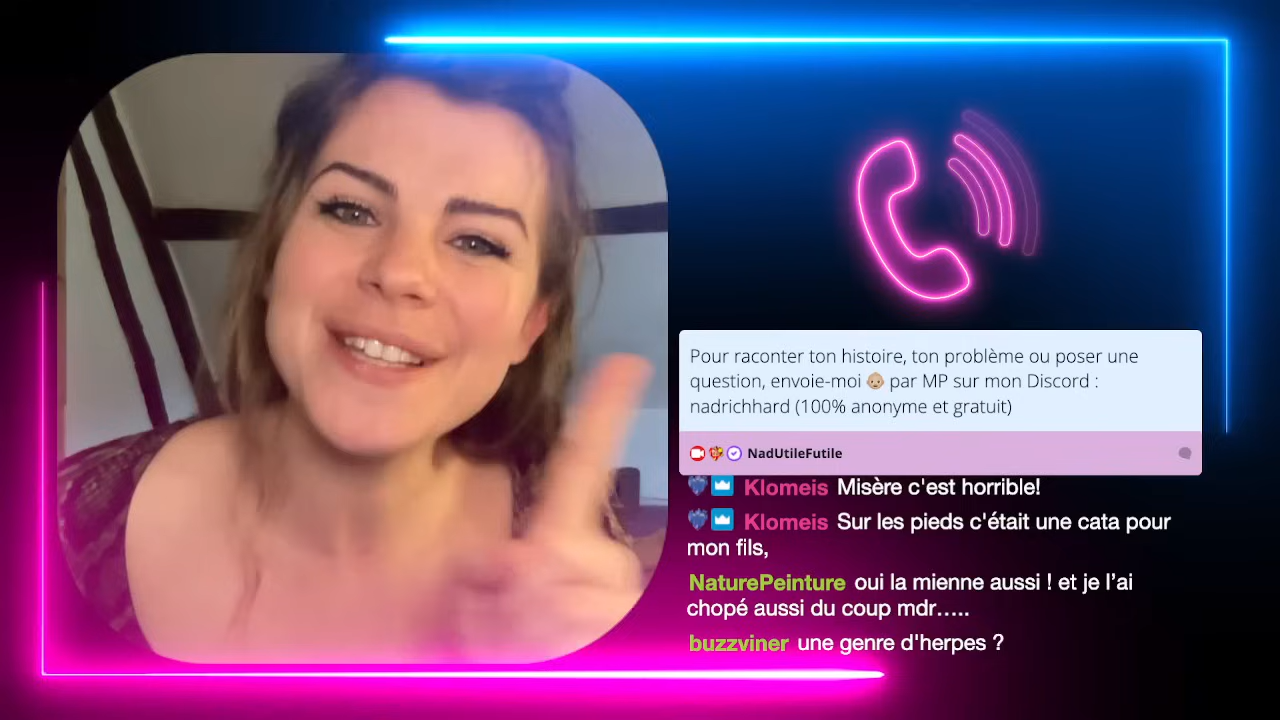 Pour raconter ton histoire, ton problème ou poser une
question, envoie-moi 👶🏼 par MP sur mon Discord :
nadrichhard (100% anonyme et gratuit)
NadUtileFutile
Klomeis Misère c'est horrible!
Klomeis Sur les pieds c'était une cata pour
mon fils,
NaturePeinture oui la mienne aussi ! et je l’ai
chopé aussi du coup mdr…..
buzzviner une genre d'herpes ?